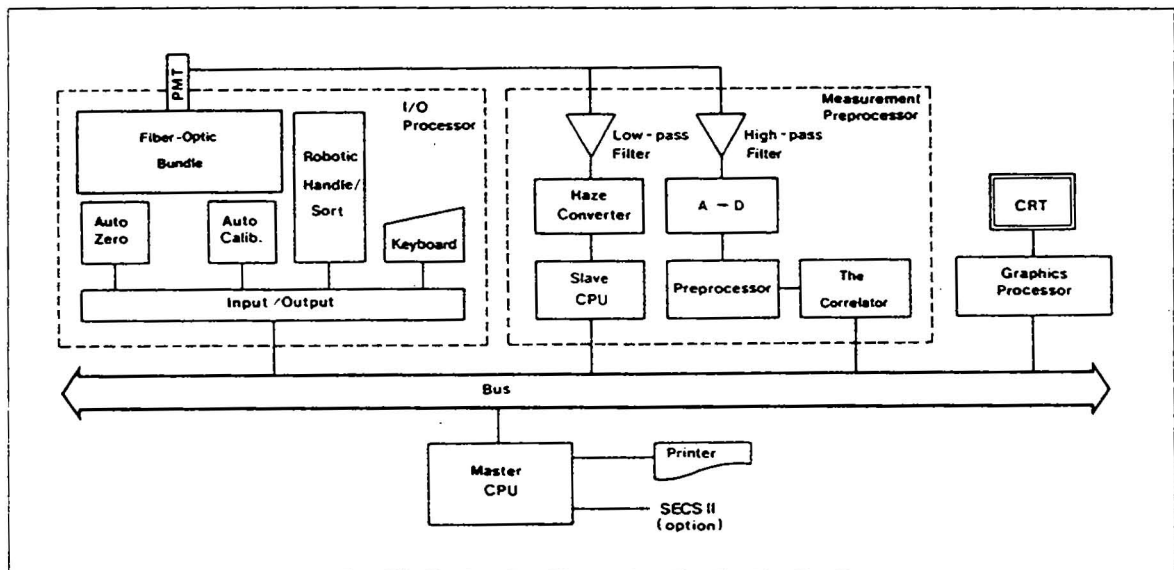 PMT
I/O
Processor
Fiber-Optic
Bundle
Robotic
Handle/
Sort
Auto
Zero
Auto
Calib.
Keyboard
Input/Output
Measurement
Preprocessor
Low-pass
Filter
High-pass
Filter
Haze
Converter
A → D
Slave
CPU
Preprocessor
The
Correlator
CRT
Graphics
Processor
Bus
Master
CPU
Printer
SECS II
(option)